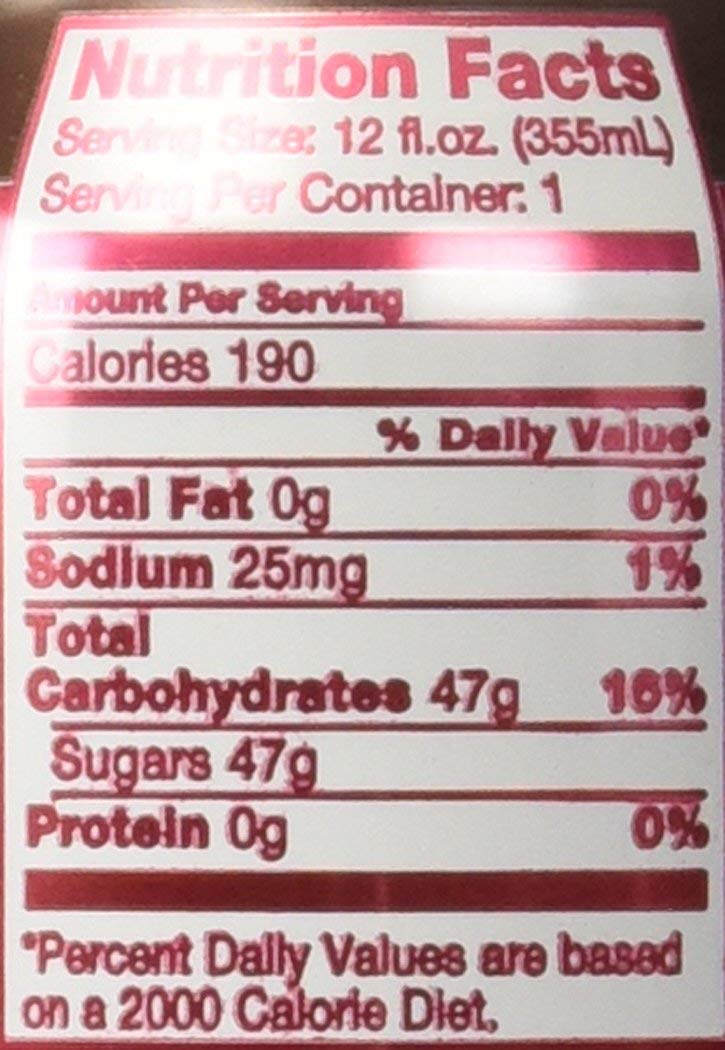 Nutrition Facts
Serving Size: 12 fl.oz. (355mL)
Serving Per Container: 1
Amount Per Serving
Calories 190
% Daily Value*
Total Fat 0g 0%
Sodium 25mg 1%
Total
Carbohydrates 47g 16%
Sugars 47g
Protein 0g 0%
*Percent Daily Values are based
on a 2000 Calorie Diet.